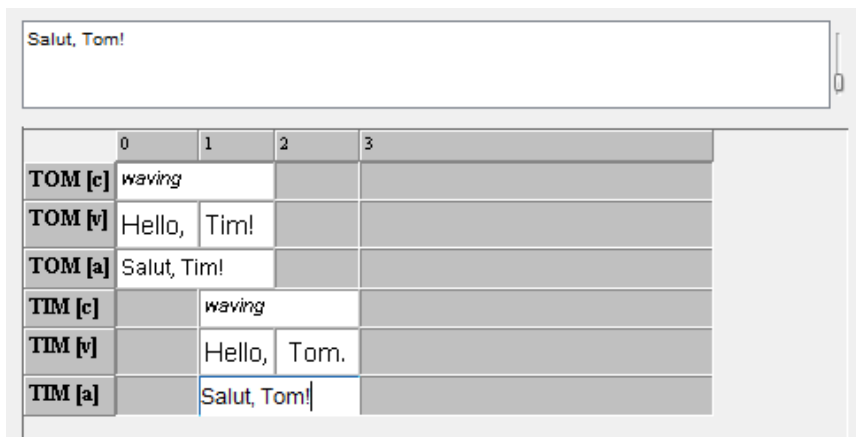 Salut, Tom!
0 1 2 3
TOM [c] waving
TOM [v] Hello, Tim!
TOM [a] Salut, Tim!
TIM [c] waving
TIM [v] Hello, Tom.
TIM [a] Salut, Tom!